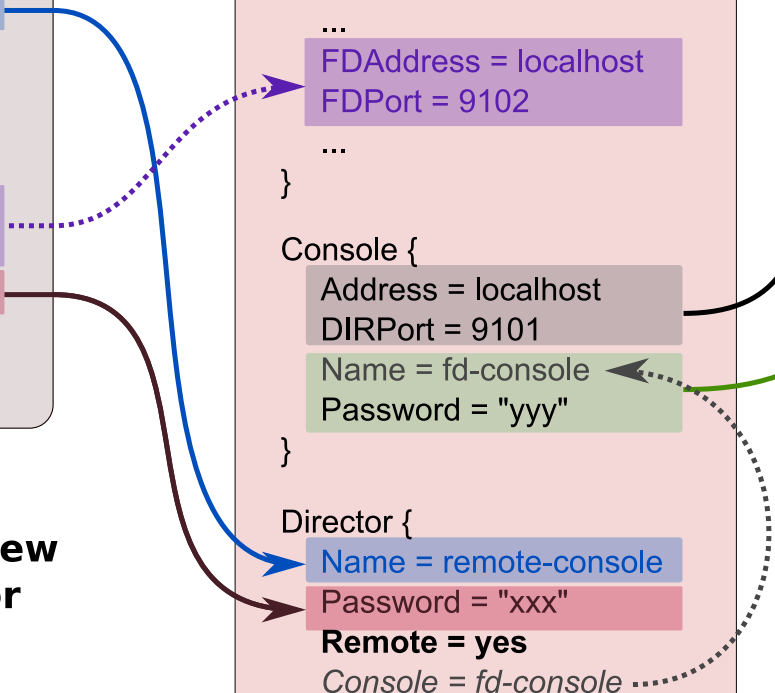 ...
FDAddress = localhost
FDPort = 9102
...
}
Console {
Address = localhost
DIRPort = 9101
Name = fd-console
Password = "yyy"
}
Director {
Name = remote-console
Password = "xxx"
Remote = yes
Console = fd-console
ew
or